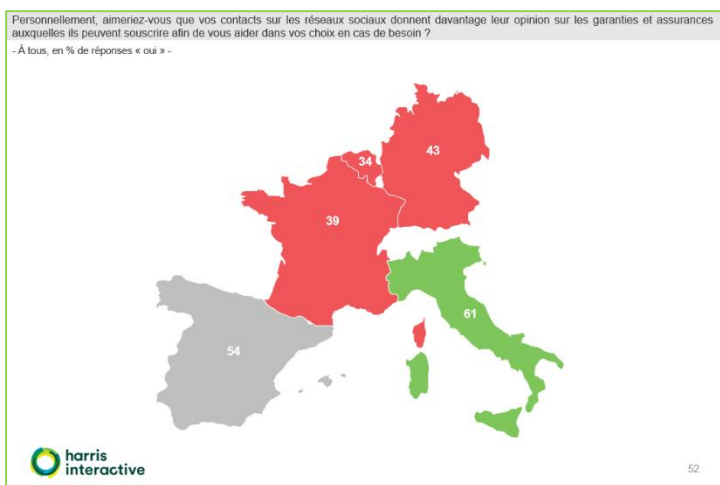 Personnellement, aimeriez-vous que vos contacts sur les réseaux sociaux donnent davantage leur opinion sur les garanties et assurances
auxquelles ils peuvent souscrire afin de vous aider dans vos choix en cas de besoin ?
- À tous, en % de réponses « oui » -
43
34
39
61
54
harris
interactive
52